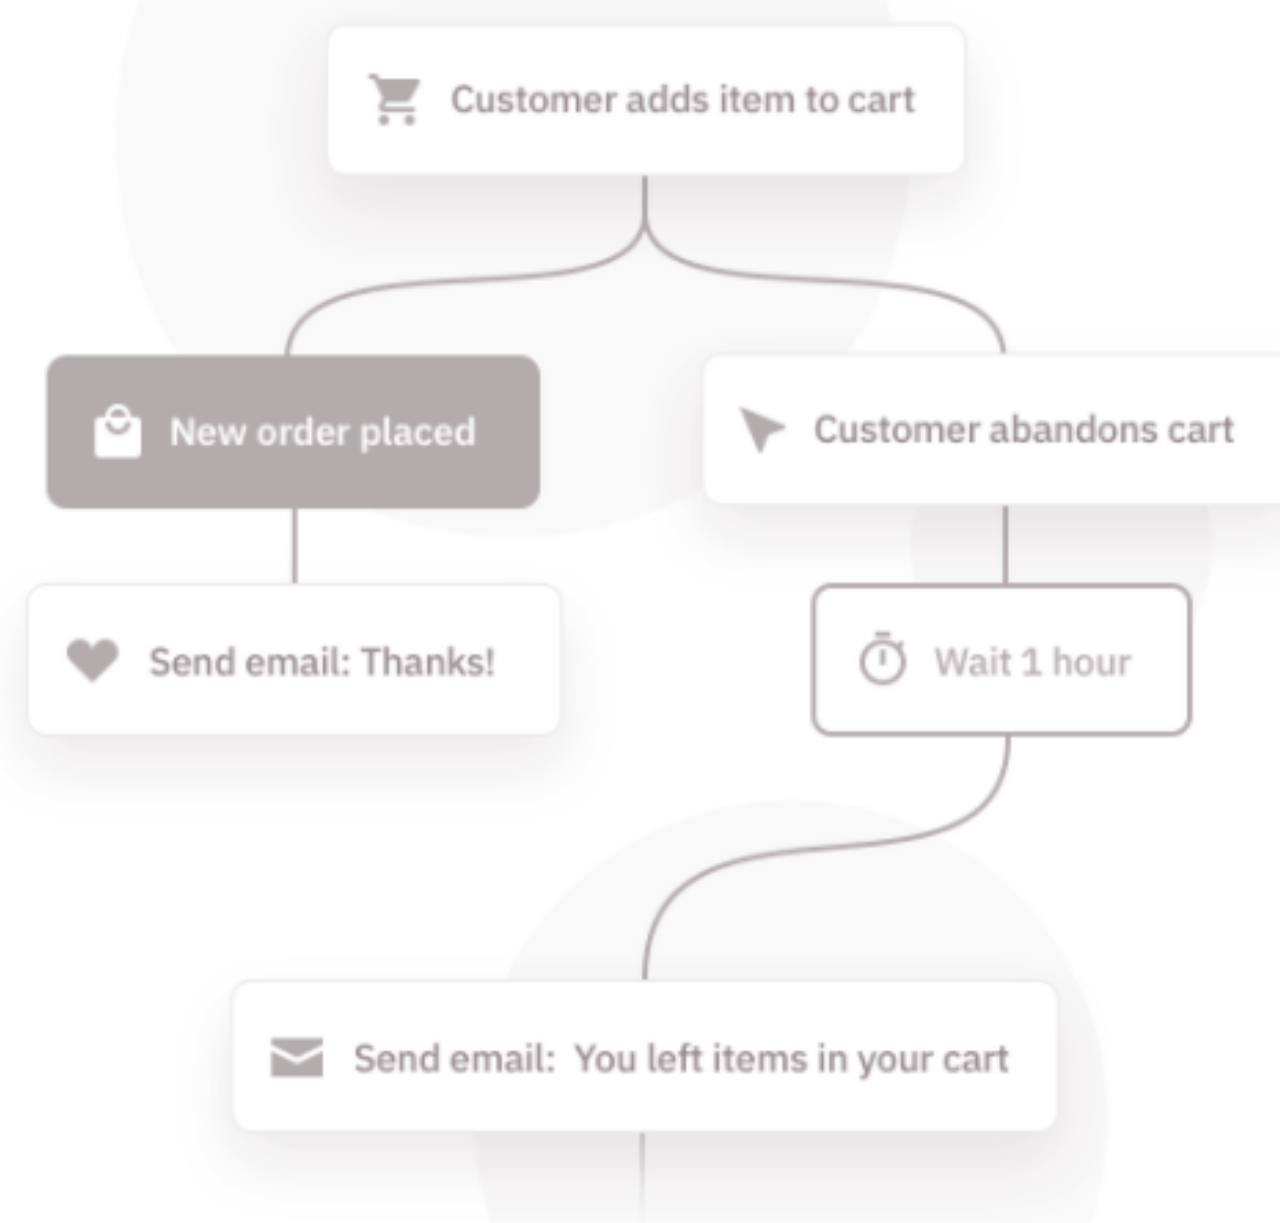 Customer adds item to cart
New order placed
Customer abandons cart
Send email: Thanks!
Wait 1 hour
Send email: You left items in your cart